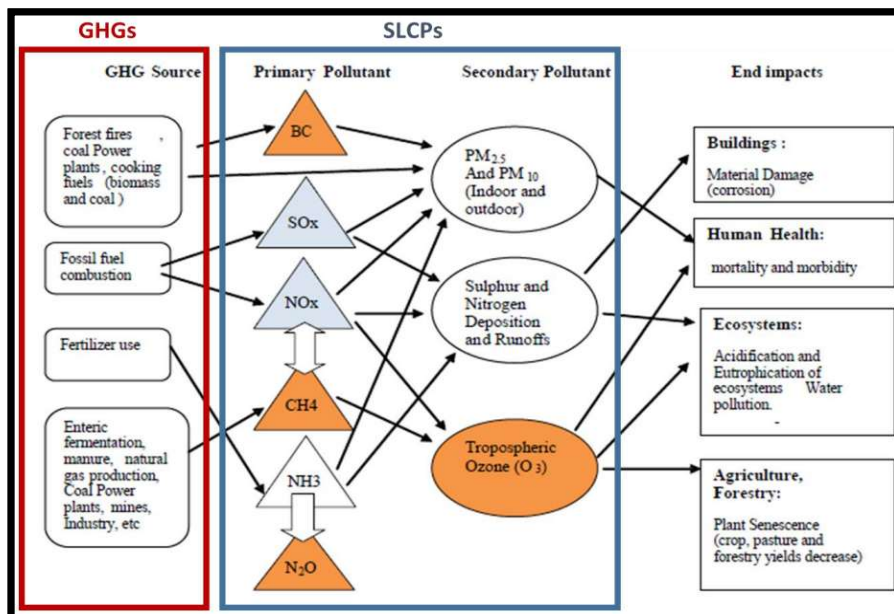 GHGs
SLCPs
GHG Source
Primary Pollutant
Secondary Pollutant
End impacts
Forest fires ,
coal Power
plants, cooking
fuels (biomass
and coal )
Fossil fuel
combustion
Fertilizer use
Enteric
fermentation,
manure, natural
gas production,
Coal Power
plants, mines,
Industry, etc
BC
SOx
NOx
CH4
NH3
N₂O
PM₂.₅
And PM ₁₀
(Indoor and
outdoor)
Sulphur and
Nitrogen
Deposition
and Runoffs
Tropospheric
Ozone (O ₃)
Buildings :
Material Damage
(corrosion)
Human Health:
mortality and morbidity
Ecosystems:
Acidification and
Eutrophication of
ecosystems Water
pollution.
-
Agriculture,
Forestry:
Plant Senescence
(crop, pasture and
forestry yields decrease)